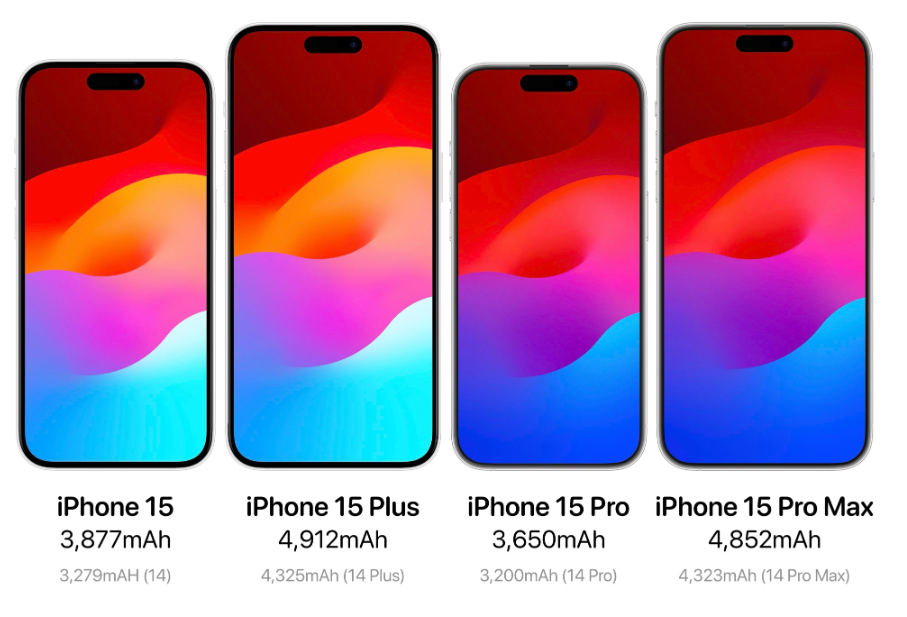 iPhone 15
3,877mAh
3,279mAH (14)
iPhone 15 Plus
4,912mAh
4,325mAh (14 Plus)
iPhone 15 Pro
3,650mAh
3,200mAh (14 Pro)
iPhone 15 Pro Max
4,852mAh
4,323mAh (14 Pro Max)